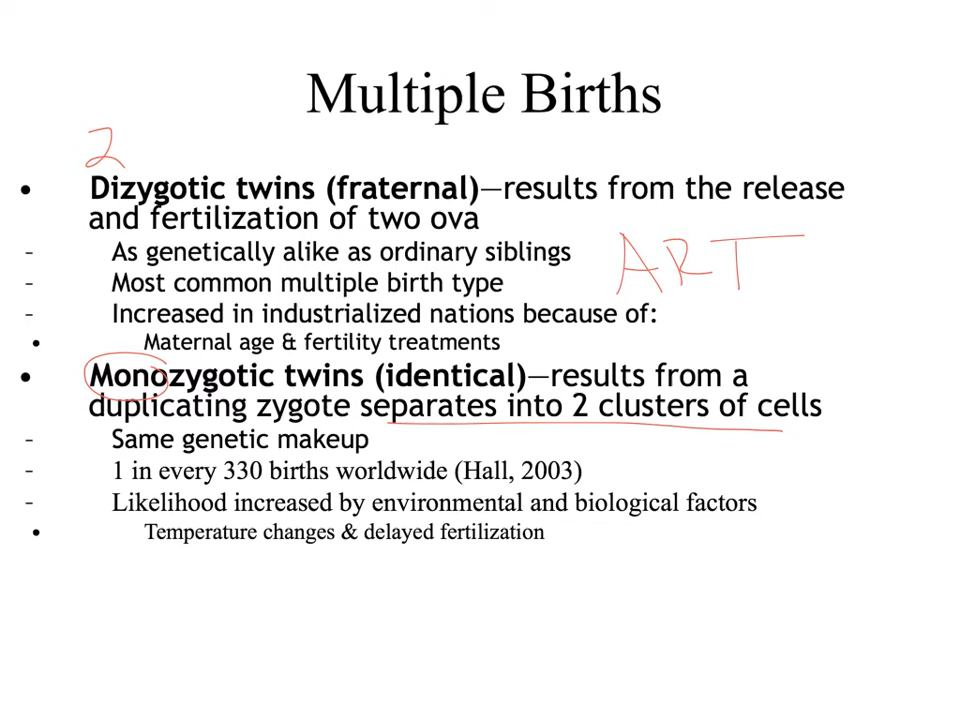 Multiple Births
2
• Dizygotic twins (fraternal)—results from the release
and fertilization of two ova
- As genetically alike as ordinary siblings
ART
- Most common multiple birth type
- Increased in industrialized nations because of:
• Maternal age & fertility treatments
• Monozygotic twins (identical)—results from a
duplicating zygote separates into 2 clusters of cells
- Same genetic makeup
- 1 in every 330 births worldwide (Hall, 2003)
- Likelihood increased by environmental and biological factors
• Temperature changes & delayed fertilization